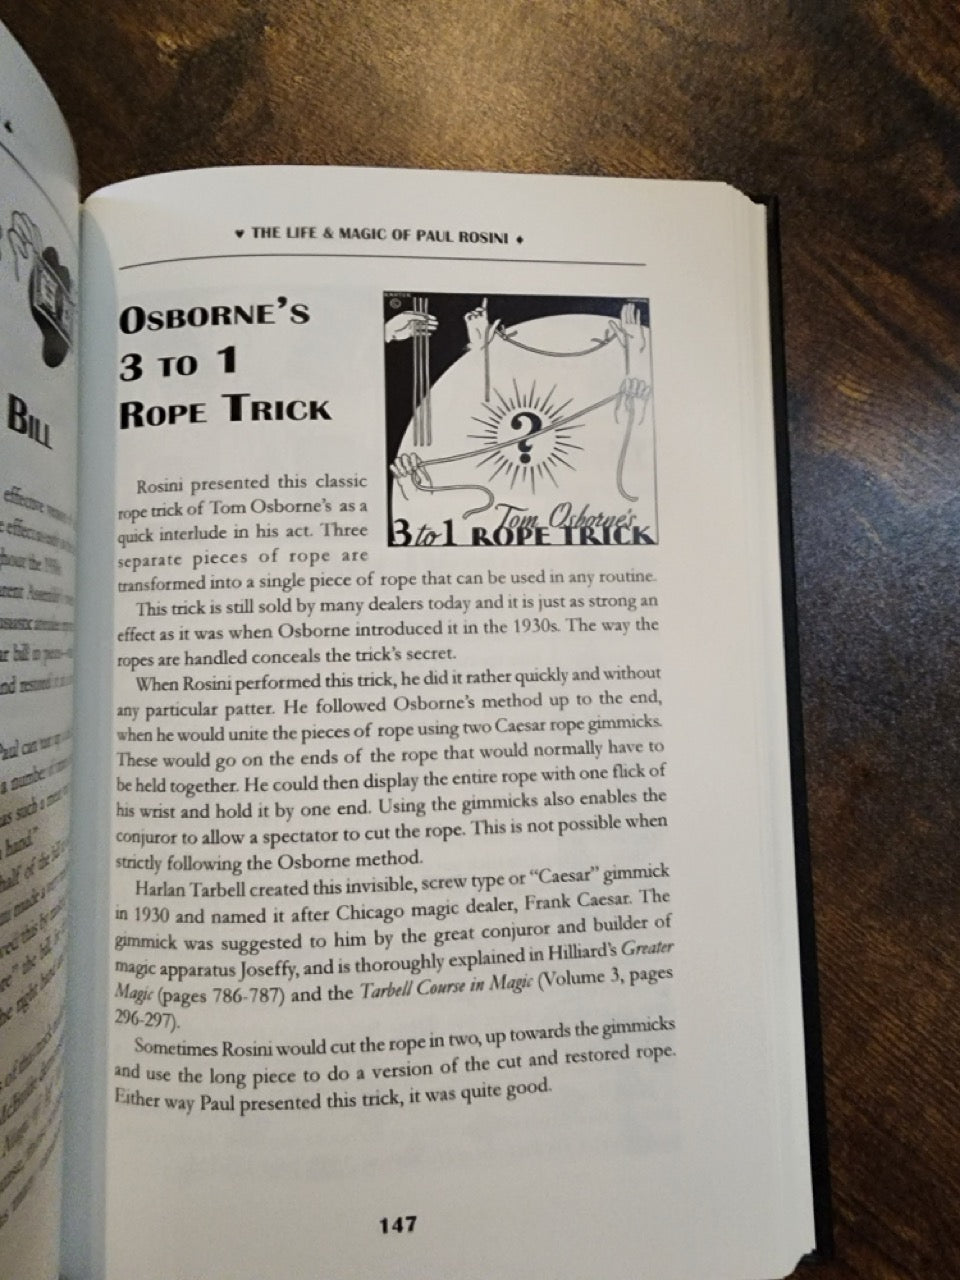 ♥ THE LIFE & MAGIC OF PAUL ROSINI ♦
OSBORNE'S
3 TO 1
ROPE TRICK
?
Tom Osborne's
3 to 1 ROPE TRICK
Rosini presented this classic
rope trick of Tom Osborne's as a
quick interlude in his act. Three
separate pieces of rope are
transformed into a single piece of rope that can be used in any routine.
This trick is still sold by many dealers today and it is just as strong an
effect as it was when Osborne introduced it in the 1930s. The way the
ropes are handled conceals the trick's secret.
When Rosini performed this trick, he did it rather quickly and without
any particular patter. He followed Osborne's method up to the end,
when he would unite the pieces of rope using two Caesar rope gimmicks.
These would go on the ends of the rope that would normally have to
be held together. He could then display the entire rope with one flick of
his wrist and hold it by one end. Using the gimmicks also enables the
conjuror to allow a spectator to cut the rope. This is not possible when
strictly following the Osborne method.
Harlan Tarbell created this invisible, screw type or "Caesar" gimmick
in 1930 and named it after Chicago magic dealer, Frank Caesar. The
gimmick was suggested to him by the great conjuror and builder of
magic apparatus Joseffy, and is thoroughly explained in Hilliard's Greater
Magic (pages 786-787) and the Tarbell Course in Magic (Volume 3, pages
296-297).
Sometimes Rosini would cut the rope in two, up towards the gimmicks
and use the long piece to do a version of the cut and restored rope.
Either way Paul presented this trick, it was quite good.
147
BILL
effective